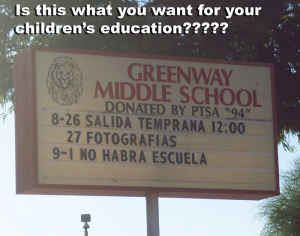 Is this what you want for your
children's education?????
GREENWAY
MIDDLE SCHOOL
DONATED BY PTSA "94"
8-26 SALIDA TEMPRANA 12:00
27 FOTOGRAFIAS
9-1 NO HABRA ESCUELA